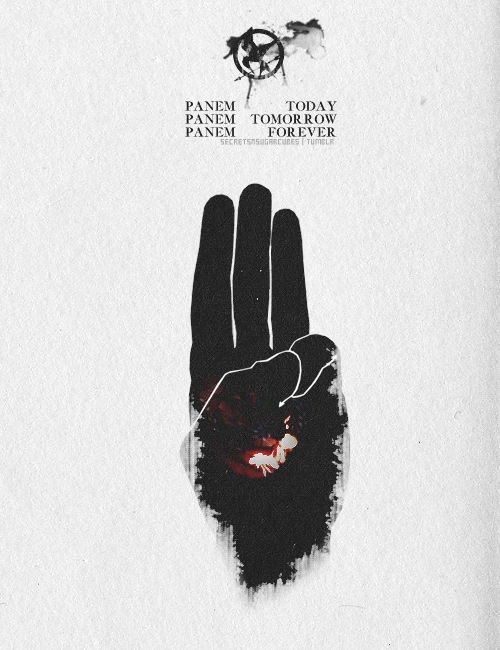 PANEM TODAY
PANEM TOMORROW
PANEM FOREVER
SECRETSNSUGARCUBES | TUMBLR